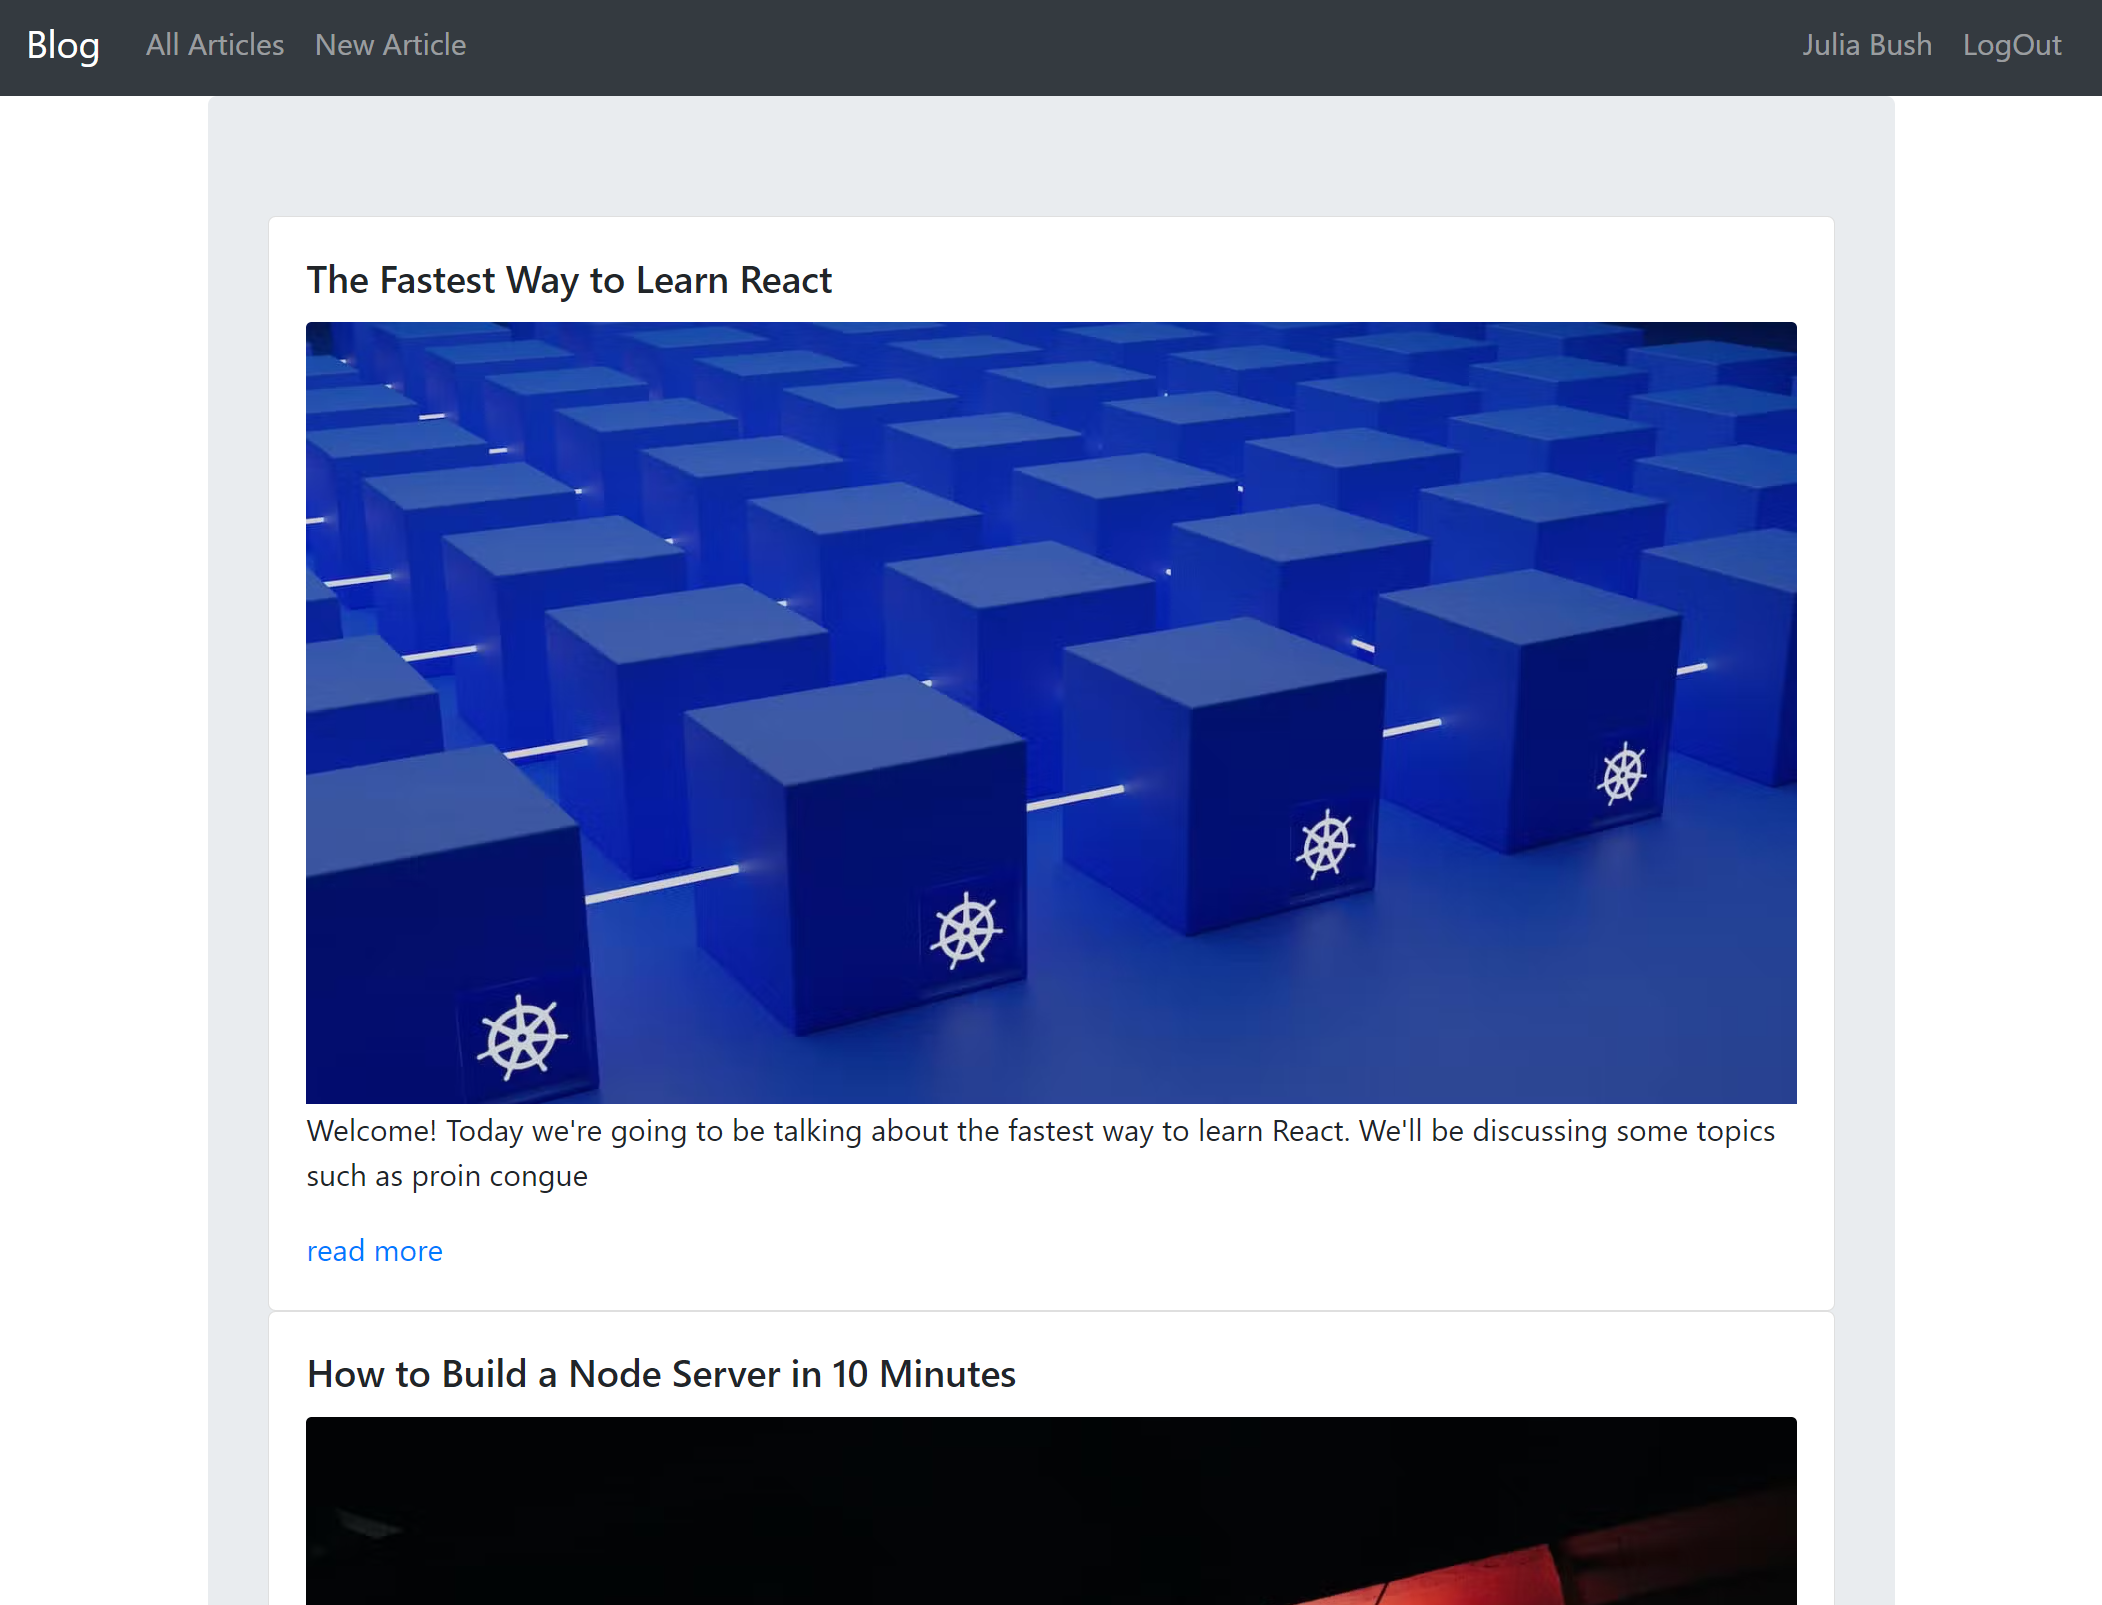 Blog All Articles New Article Julia Bush LogOut
The Fastest Way to Learn React
Welcome! Today we're going to be talking about the fastest way to learn React. We'll be discussing some topics
such as proin congue
read more
How to Build a Node Server in 10 Minutes